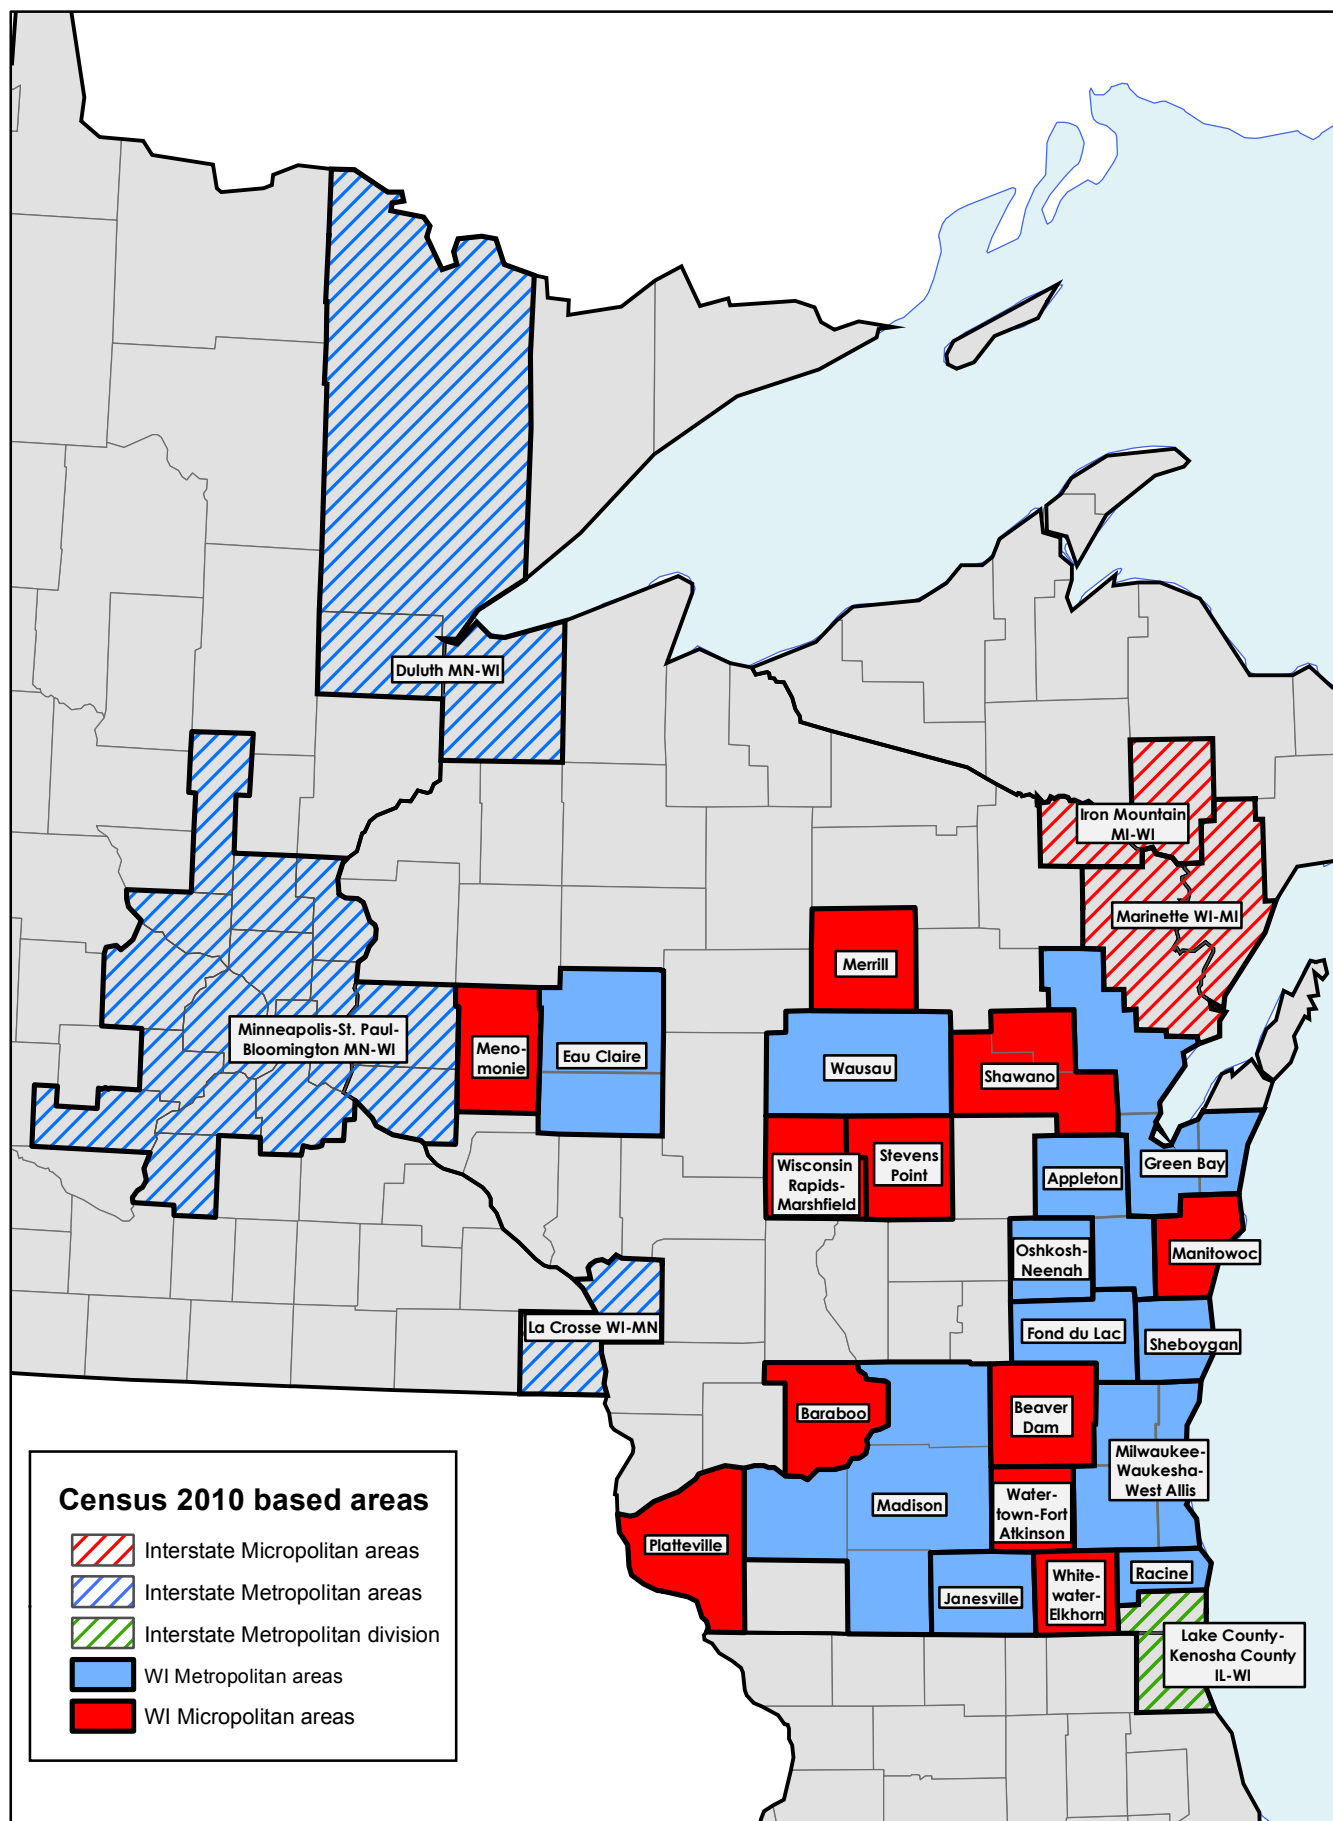 Duluth MN-WI
Iron Mountain
MI-WI
Marinette WI-MI
Merrill
Minneapolis-St. Paul-
Bloomington MN-WI
Meno-
monie
Eau Claire
Wausau
Shawano
Wisconsin
Rapids-
Marshfield
Stevens
Point
Appleton
Green Bay
Oshkosh-
Neenah
Manitowoc
La Crosse WI-MN
Fond du Lac
Sheboygan
Baraboo
Beaver
Dam
Milwaukee-
Waukesha-
West Allis
Madison
Water-
town-Fort
Atkinson
Platteville
Janesville
White-
water-
Elkhorn
Racine
Lake County-
Kenosha County
IL-WI
Census 2010 based areas
Interstate Micropolitan areas
Interstate Metropolitan areas
Interstate Metropolitan division
WI Metropolitan areas
WI Micropolitan areas